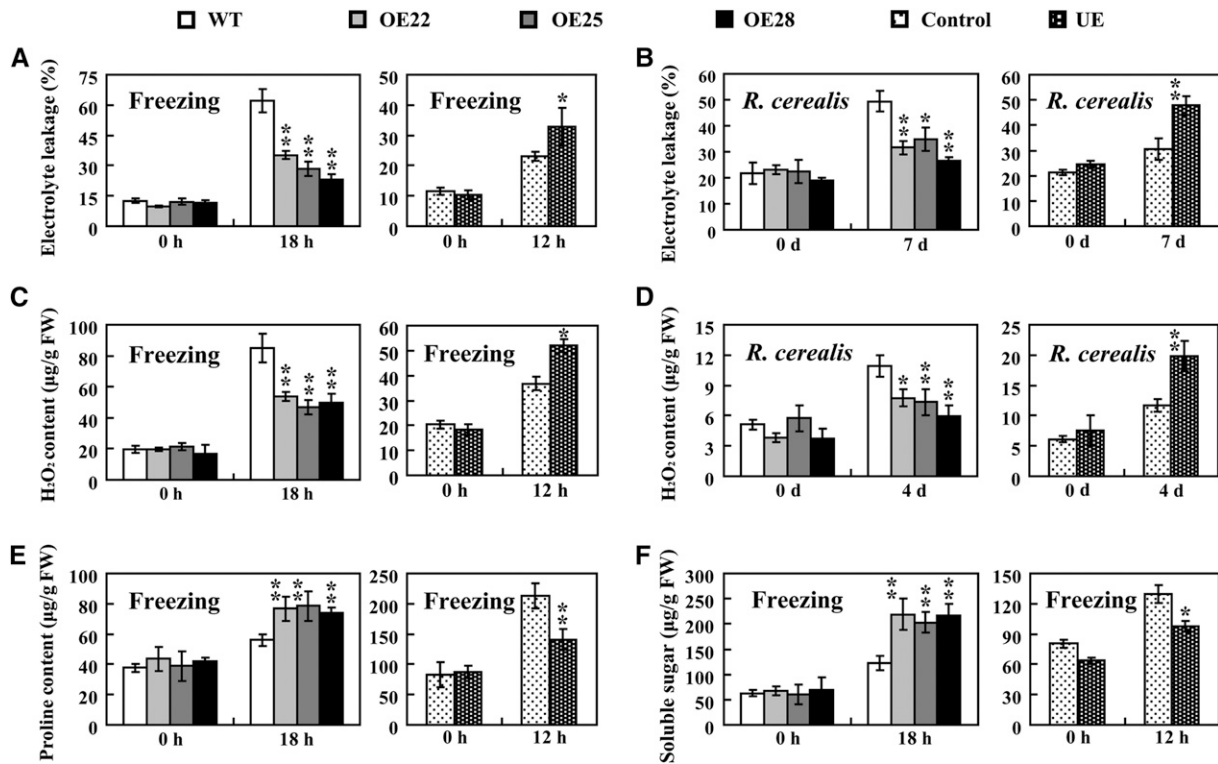 WT OE22 OE25 OE28 Control UE
A
Electrolyte leakage (%)
75
60
45
30
15
0
Freezing
**
**
**
0 h 18 h
50
40
30
20
10
0
Freezing
*
0 h 12 h
B
Electrolyte leakage (%)
60
50
40
30
20
10
0
R. cerealis
**
*
**
0 d 7 d
60
50
40
30
20
10
0
R. cerealis
**
0 d 7 d
C
H₂O₂ content (μg/g FW)
100
80
60
40
20
0
Freezing
**
**
**
0 h 18 h
60
50
40
30
20
10
0
Freezing
*
0 h 12 h
D
H₂O₂ content (μg/g FW)
15
12
9
6
3
0
R. cerealis
*
**
**
0 d 4 d
25
20
15
10
5
0
R. cerealis
**
0 d 4 d
E
Proline content (μg/g FW)
100
80
60
40
20
0
Freezing
**
**
**
0 h 18 h
250
200
150
100
50
0
Freezing
**
0 h 12 h
F
Soluble sugar (μg/g FW)
300
250
200
150
100
50
0
Freezing
**
**
**
0 h 18 h
150
120
90
60
30
0
Freezing
*
0 h 12 h